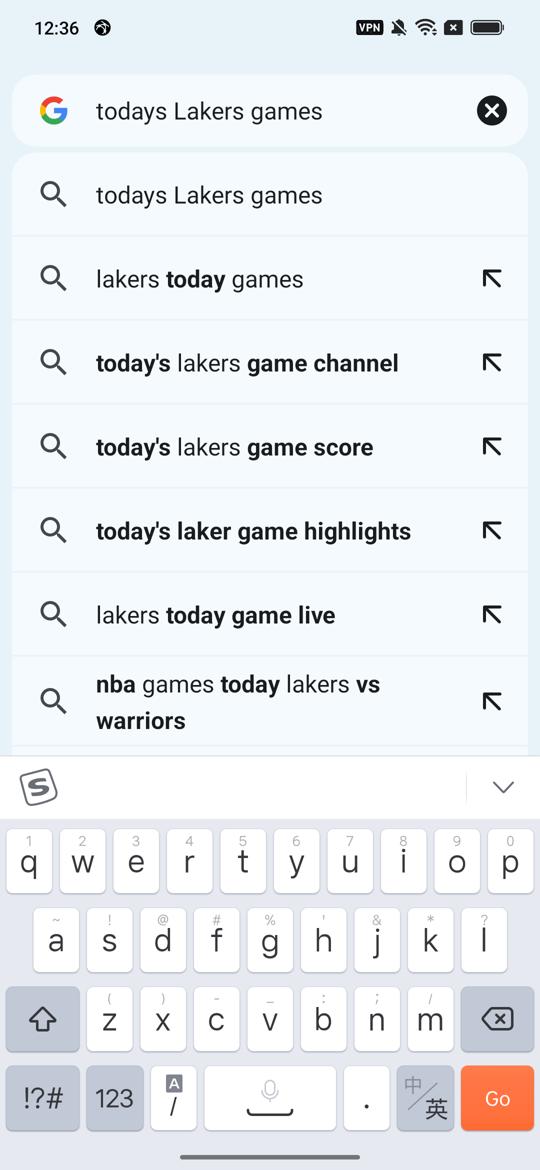 12:36
VPN
todays Lakers games
todays Lakers games
lakers today games
today's lakers game channel
today's lakers game score
today's laker game highlights
lakers today game live
nba games today lakers vs
warriors
S
1 2 3 4 5 6 7 8 9 0
q w e r t y u i o p
~ ! @ # % ' & * ?
a s d f g h j k l
( ) - _ : ; /
z x c v b n m
!?# 123 A / . 中/英 Go